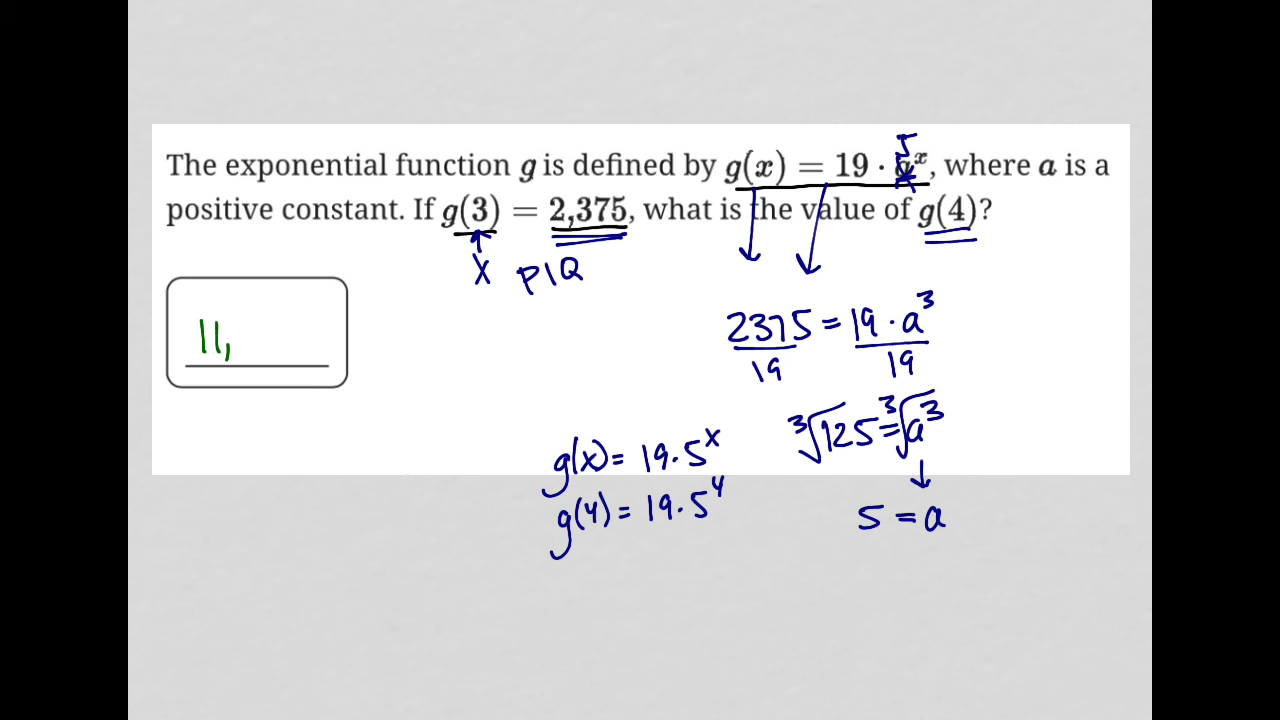 The exponential function g is defined by g(x) = 19 · a^x, where a is a
5
positive constant. If g(3) = 2,375, what is the value of g(4)?
x PIQ
11,
2375 = 19 · a^3
19 19
∛125 = ∛a^3
5 = a
g(x) = 19 · 5^x
g(4) = 19 · 5^4